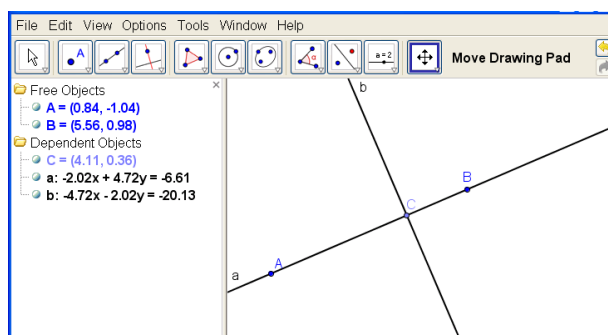 File Edit View Options Tools Window Help
A
α
a=2
Move Drawing Pad
Free Objects
A = (0.84, -1.04)
B = (5.56, 0.98)
Dependent Objects
C = (4.11, 0.36)
a: -2.02x + 4.72y = -6.61
b: -4.72x - 2.02y = -20.13
b
B
C
A
a